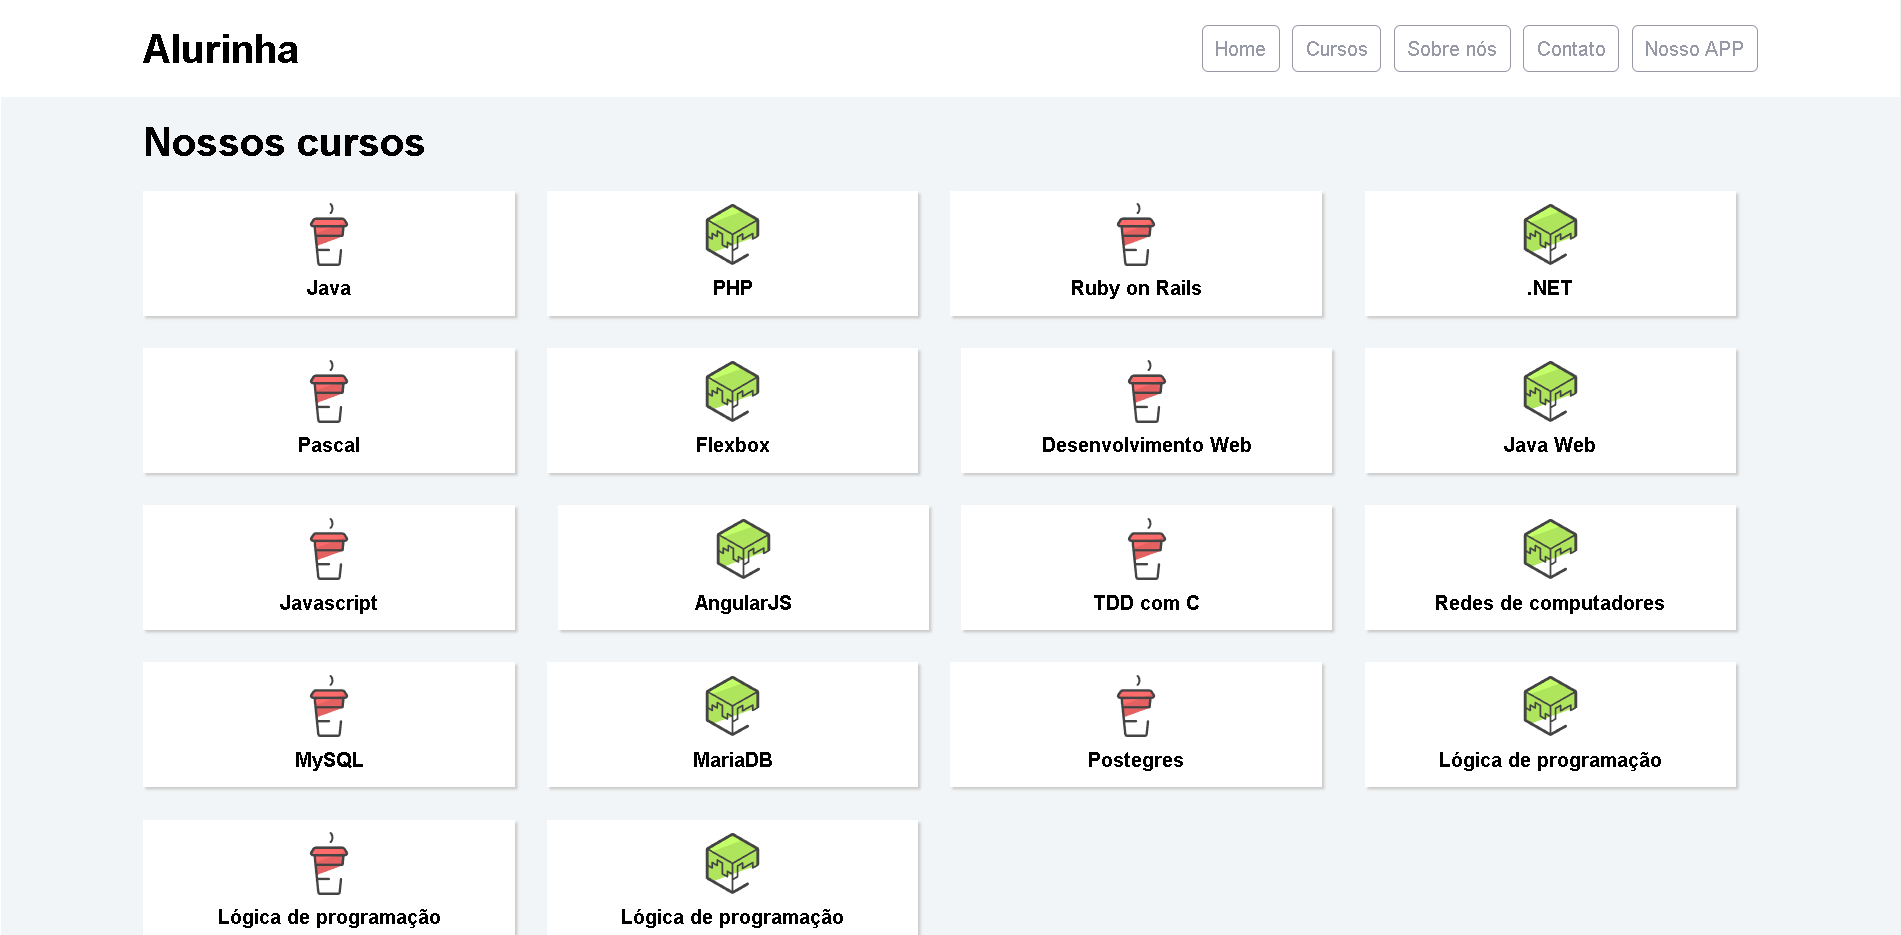 Alurinha
Home
Cursos
Sobre nós
Contato
Nosso APP
Nossos cursos
Java
PHP
Ruby on Rails
.NET
Pascal
Flexbox
Desenvolvimento Web
Java Web
Javascript
AngularJS
TDD com C
Redes de computadores
MySQL
MariaDB
Postegres
Lógica de programação
Lógica de programação
Lógica de programação